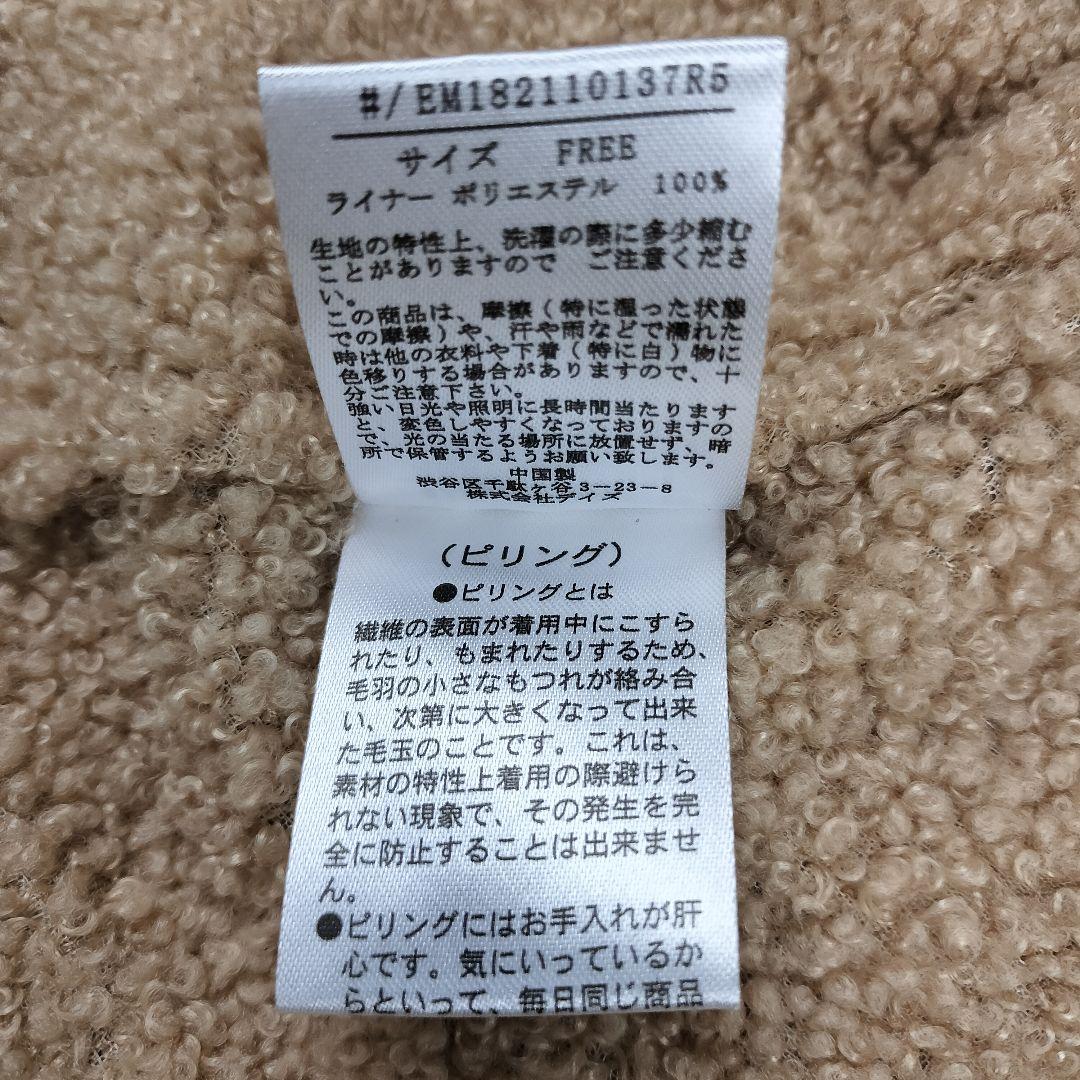 #/EM182110137R5
サイズ FREE
ライナー ポリエステル 100%
生地の特性上、洗濯の際に多少縮む
ことがありますので ご注意くださ
い。
この商品は、摩擦(特に湿った状態
での摩擦)や、汗や雨などで濡れた
時は他の衣料や下着(特に白)物に
色移りする場合がありますので、十
分ご注意下さい。
強い日光や照明に長時間当たります
と、変色しやすくなっておりますの
で、光の当たる場所に放置せず、暗
所で保管するようお願い致します。
中国製
渋谷区千駄ヶ谷3-23-8
株式会社デイズ
(ピリング)
●ピリングとは
繊維の表面が着用中にこすら
れたり、もまれたりするため、
毛羽の小さなもつれが絡み合
い、次第に大きくなって出来
た毛玉のことです。これは、
素材の特性上着用の際避けら
れない現象で、その発生を完
全に防止することは出来ませ
ん。
●ピリングにはお手入れが肝
心です。気にいっているか
らといって、毎日同じ商品